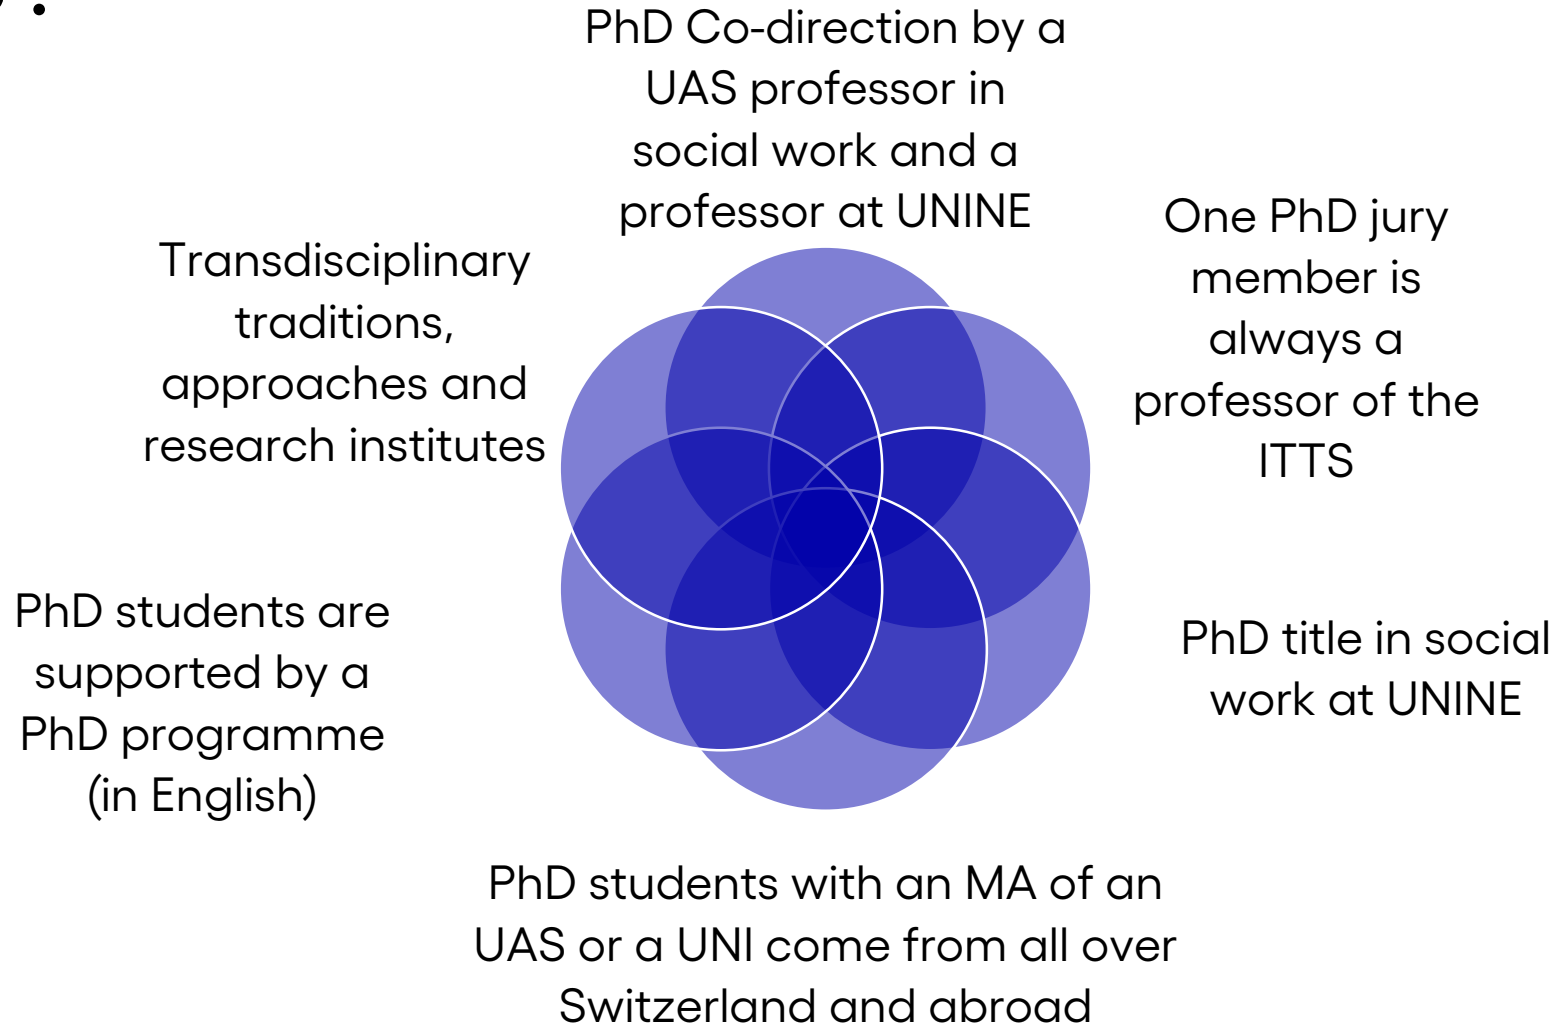 PhD Co-direction by a
UAS professor in
social work and a
professor at UNINE
One PhD jury
member is
always a
professor of the
ITTS
PhD title in social
work at UNINE
PhD students with an MA of an
UAS or a UNI come from all over
Switzerland and abroad
PhD students are
supported by a
PhD programme
(in English)
Transdisciplinary
traditions,
approaches and
research institutes